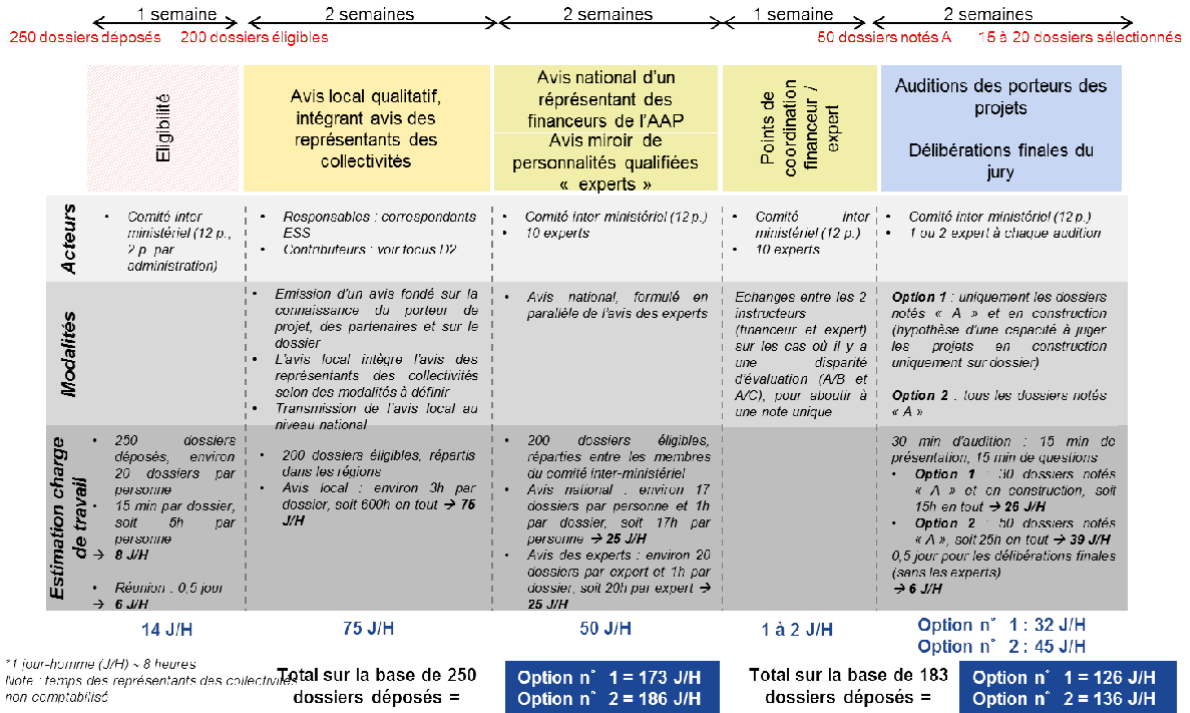 1 semaine
2 semaines
2 semaines
1 semaine
2 semaines
250 dossiers déposés
200 dossiers éligibles
50 dossiers notés A
15 à 20 dossiers sélectionnés
Eligibilité
Avis local qualitatif,
intégrant avis des
représentants des
collectivités
Avis national d'un
réprésentant des
financeurs de l'AAP
Avis miroir de
personnalités qualifiées
« experts »
Points de
coordination
financeur /
expert
Auditions des porteurs des
projets
Délibérations finales du
jury
Acteurs
• Comité inter
ministériel (12 p.,
2 p. par
administration)
• Responsables : correspondants
ESS
• Contributeurs : voir focus D2
• Comité inter ministériel (12 p.)
• 10 experts
• Comité inter
ministériel (12 p.)
• 10 experts
• Comité inter ministériel (12 p.)
• 1 ou 2 expert à chaque audition
Modalités
• Emission d'un avis fondé sur la
connaissance du porteur de
projet, des partenaires et sur le
dossier
• L'avis local intègre l'avis des
représentants des collectivités
selon des modalités à définir
• Transmission de l'avis local au
niveau national
• Avis national, formulé en
parallèle de l'avis des experts
Echanges entre les 2
instructeurs
(financeur et expert)
sur les cas où il y a
une disparité
d'évaluation (A/B et
A/C), pour aboutir à
une note unique
Option 1 : uniquement les dossiers
notés « A » et en construction
(hypothèse d'une capacité à juger
les projets en construction
uniquement sur dossier)
Option 2 : tous les dossiers notés
« A »
Estimation charge
de travail
• 250 dossiers
déposés, environ
20 dossiers par
personne
• 15 min par dossier,
soit 5h par
personne
→ 8 J/H
• Réunion : 0,5 jour
→ 6 J/H
• 200 dossiers éligibles, répartis
dans les régions
• Avis local : environ 3h par
dossier, soit 600h en tout → 75
J/H
• 200 dossiers éligibles,
réparties entre les membres
du comité inter-ministériel
• Avis national : environ 17
dossiers par personne et 1h
par dossier, soit 17h par
personne → 25 J/H
• Avis des experts : environ 20
dossiers par expert et 1h par
dossier, soit 20h par expert →
25 J/H
30 min d'audition : 15 min de
présentation, 15 min de questions
• Option 1 : 30 dossiers notés
« A » et en construction, soit
15h en tout → 26 J/H
• Option 2 : 50 dossiers notés
« A », soit 25h en tout → 39 J/H
0,5 jour pour les délibérations finales
(sans les experts)
→ 6 J/H
14 J/H
75 J/H
50 J/H
1 à 2 J/H
Option n° 1 : 32 J/H
Option n° 2 : 45 J/H
*1 jour-homme (J/H) ~ 8 heures
Note : temps des représentants des collectivités
non comptabilisé
Total sur la base de 250
dossiers déposés =
Option n° 1 = 173 J/H
Option n° 2 = 186 J/H
Total sur la base de 183
dossiers déposés =
Option n° 1 = 126 J/H
Option n° 2 = 136 J/H